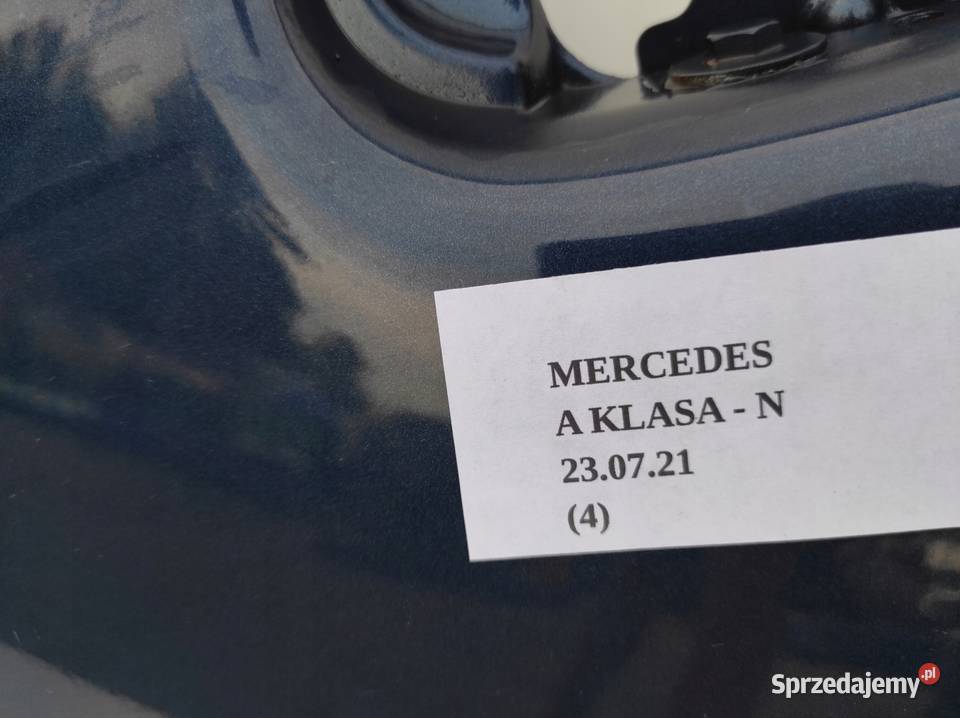 MERCEDES
A KLASA - N
23.07.21
(4)
Sprzedajemy.pl